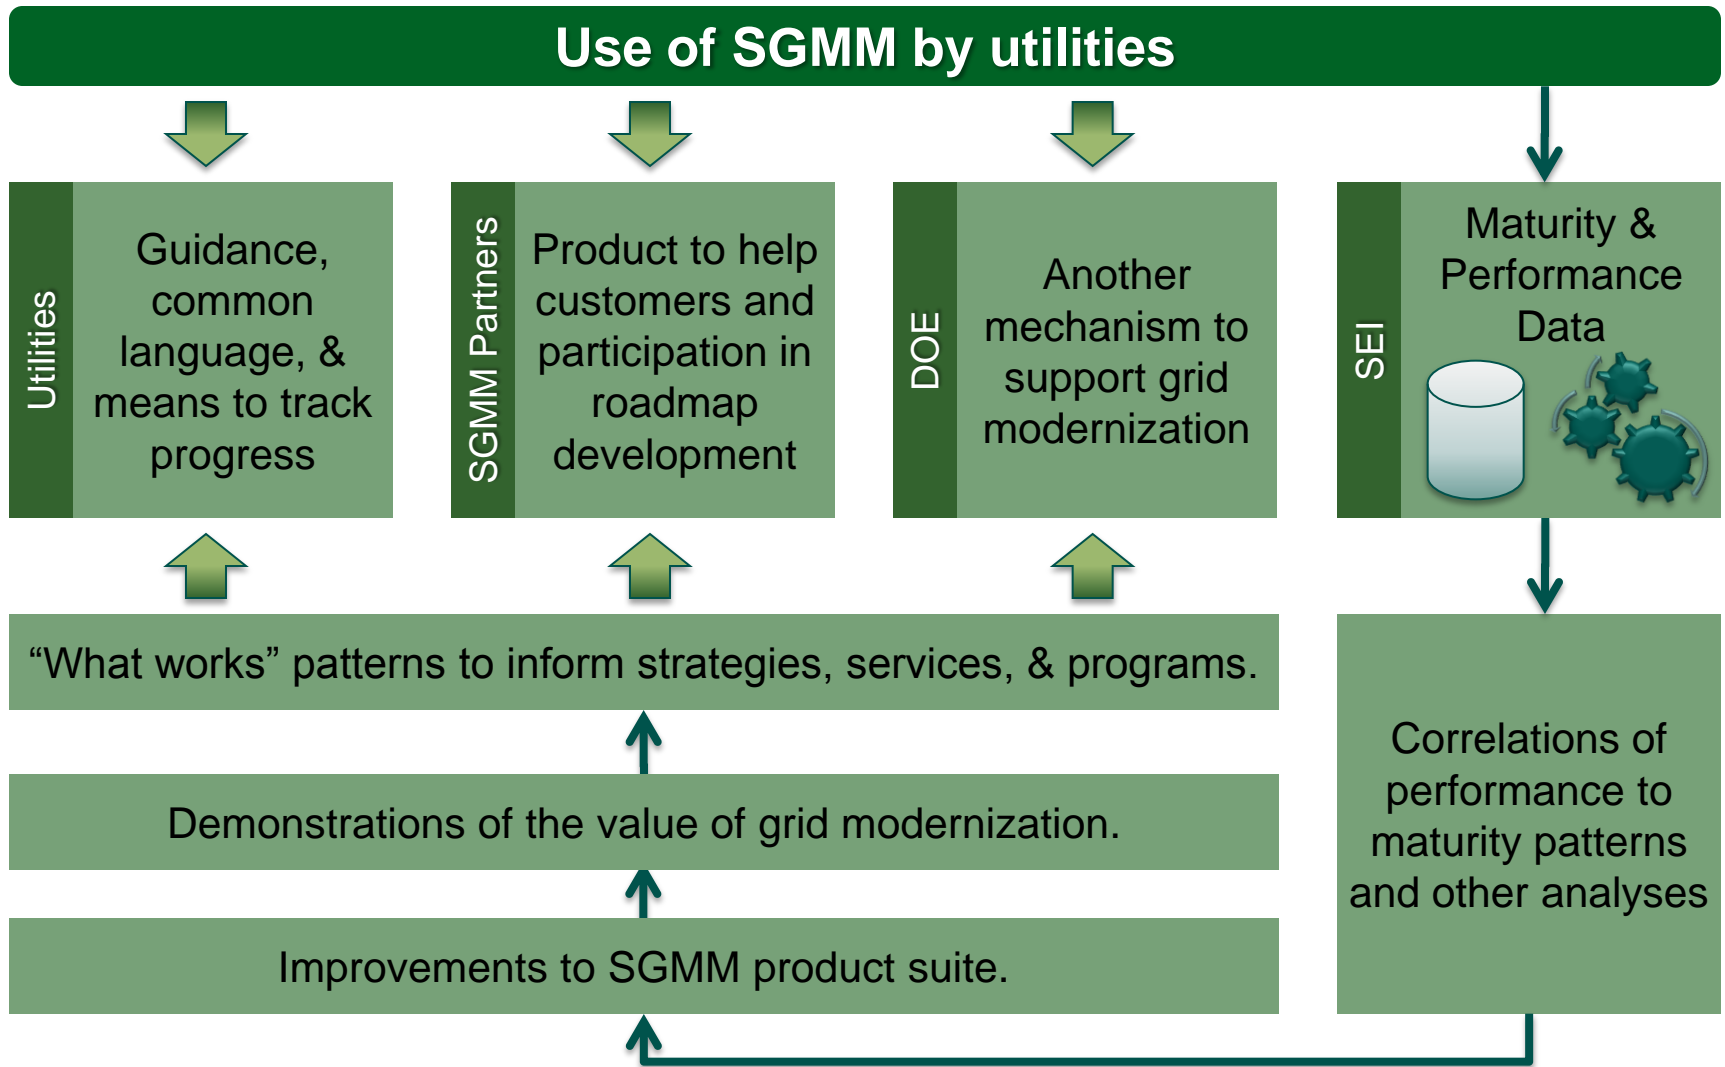 Use of SGMM by utilities
Utilities
Guidance,
common
language, &
means to track
progress
SGMM Partners
Product to help
customers and
participation in
roadmap
development
DOE
Another
mechanism to
support grid
modernization
SEI
Maturity &
Performance
Data
“What works” patterns to inform strategies, services, & programs.
Demonstrations of the value of grid modernization.
Improvements to SGMM product suite.
Correlations of
performance to
maturity patterns
and other analyses